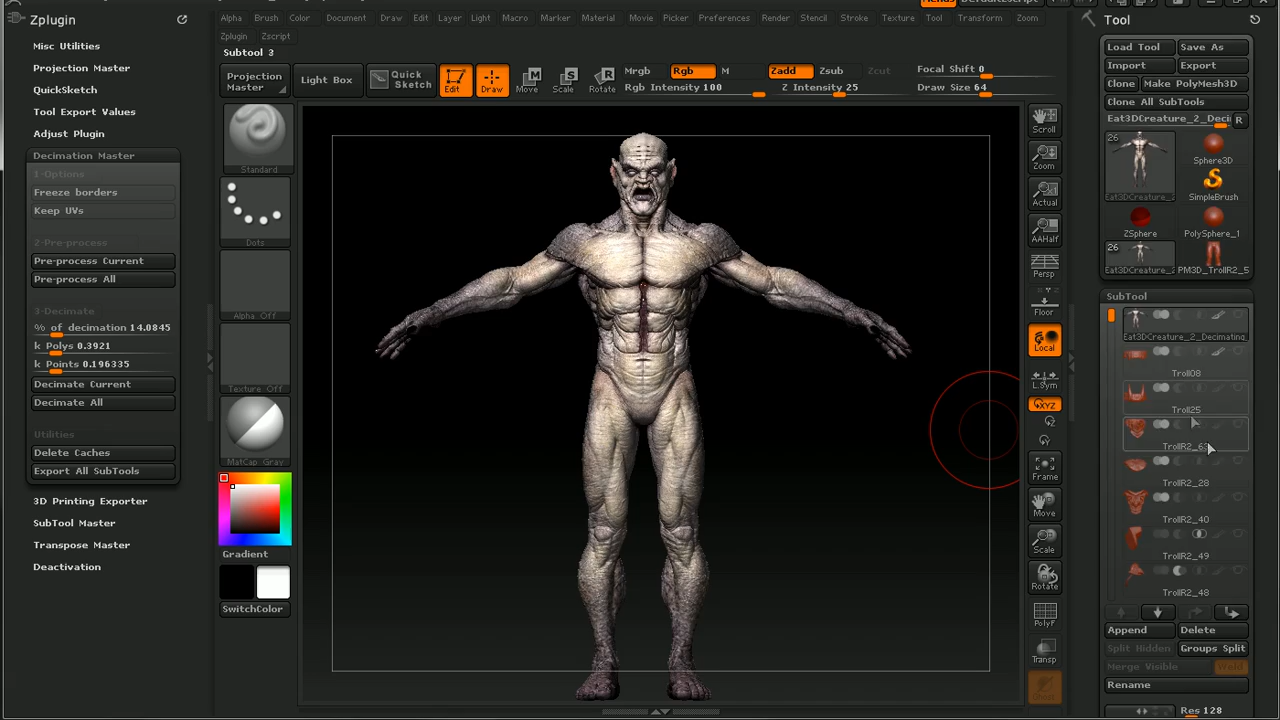 Zplugin
Misc Utilities
Projection Master
QuickSketch
Tool Export Values
Adjust Plugin
Decimation Master
1-Options
Freeze borders
Keep UVs
2-Pre-process
Pre-process Current
Pre-process All
3-Decimate
% of decimation 14.0845
k Polys 0.3921
k Points 0.196335
Decimate Current
Decimate All
Utilities
Delete Caches
Export All SubTools
3D Printing Exporter
SubTool Master
Transpose Master
Deactivation
Alpha Brush Color Document Draw Edit Layer Light Macro Marker Material Movie Picker Preferences Render Stencil Stroke Texture Tool Transform Zoom
Zplugin Zscript
Subtool 3
Projection Master
Light Box
Quick Sketch
Edit
Draw
Move
Scale
Rotate
Mrgb Rgb M
Rgb Intensity 100
Zadd Zsub Zcut
Z Intensity 25
Focal Shift 0
Draw Size 64
Standard
Dots
Alpha Off
Texture Off
MatCap Gray
Gradient
SwitchColor
Scroll
Zoom
Actual
AAHalf
Persp
Floor
Local
L.Sym
XYZ
Frame
Move
Scale
Rotate
PolyF
Transp
Tool
Load Tool Save As
Import Export
Clone Make PolyMesh3D
Clone All SubTools
Eat3DCreature_2_Deci R
26
Eat3DCreature_
Sphere3D
SimpleBrush
ZSphere
PolySphere_1
26
Eat3DCreature_
PM3D_TrollR2_5
SubTool
Eat3DCreature_2_Decimating
Troll08
Troll25
TrollR2_28
TrollR2_40
TrollR2_49
TrollR2_48
Append Delete
Split Hidden Groups Split
Merge Visible Weld
Rename
Res 128